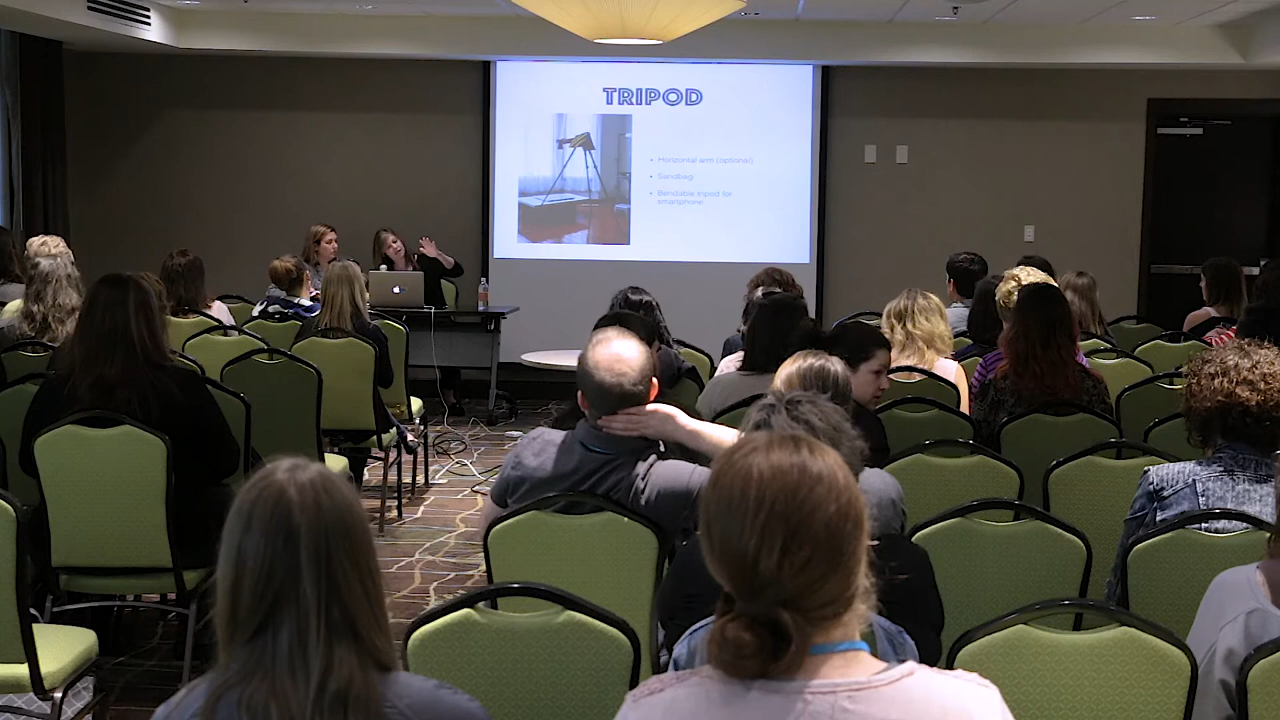 TRIPOD
• Horizontal arm (optional)
• Sandbag
• Bendable tripod for
smartphone